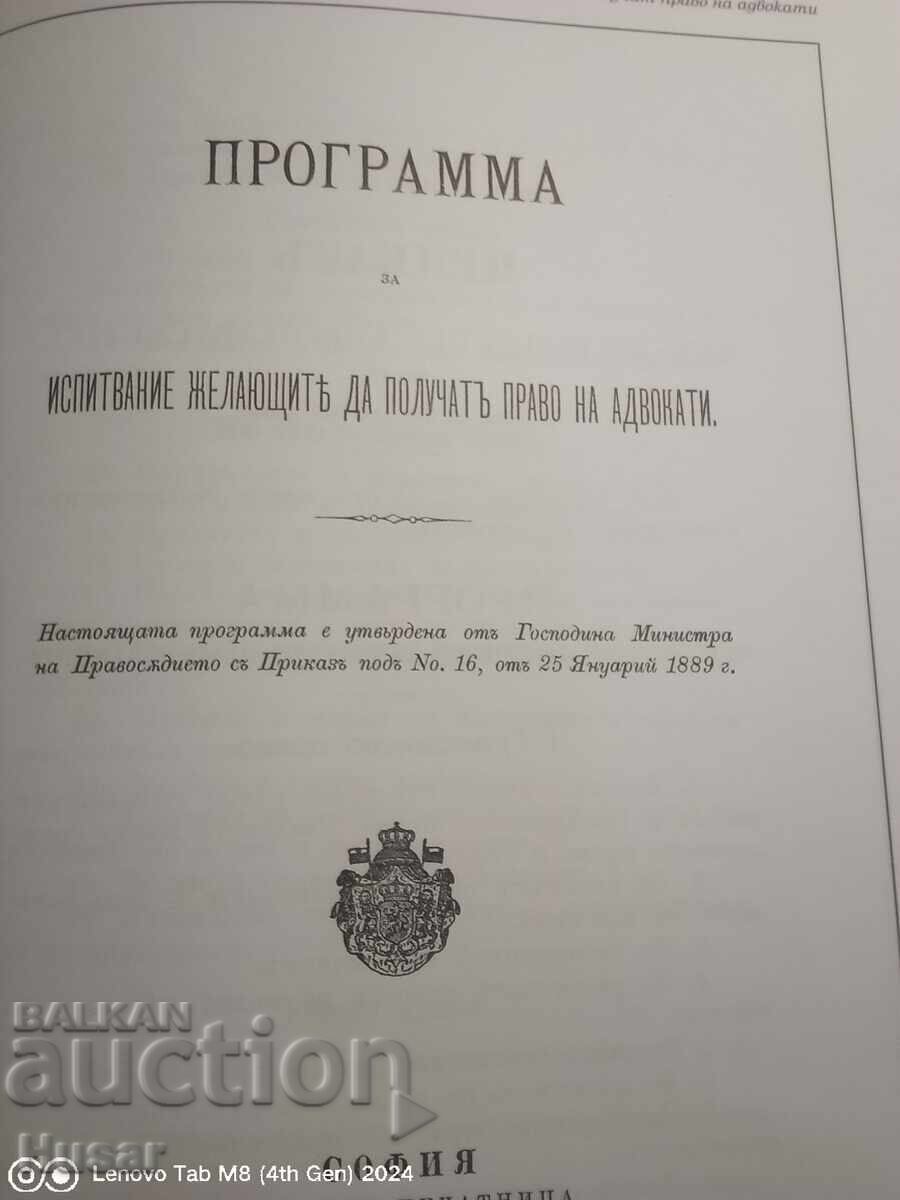 право на адвокати
ПРОГРАММА
ЗА
ИСПИТВАНИЕ ЖЕЛАЮЩИТѢ ДА ПОЛУЧАТЪ ПРАВО НА АДВОКАТИ.
Настоящата программа е утвърдена отъ Господина Министра
на Правосѫдието съ Приказъ подъ No. 16, отъ 25 Януарий 1889 г.
BALKAN
auction
Husar
Lenovo Tab M8 (4th Gen) 2024
СОФИЯ